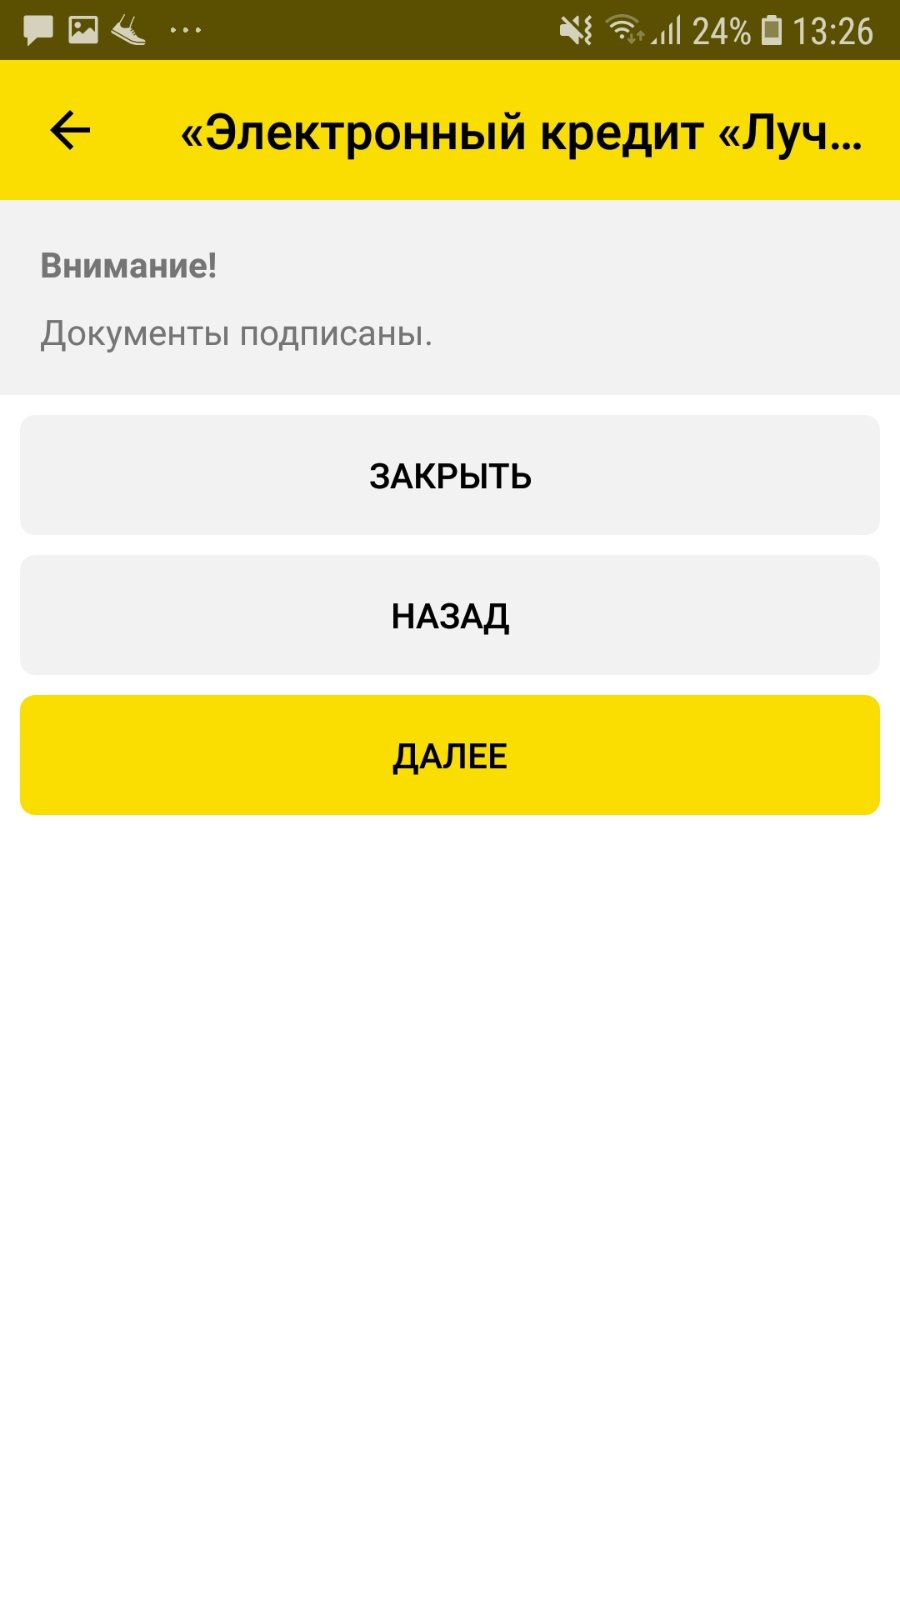 24% 13:26
«Электронный кредит «Луч...
Внимание!
Документы подписаны.
ЗАКРЫТЬ
НАЗАД
ДАЛЕЕ